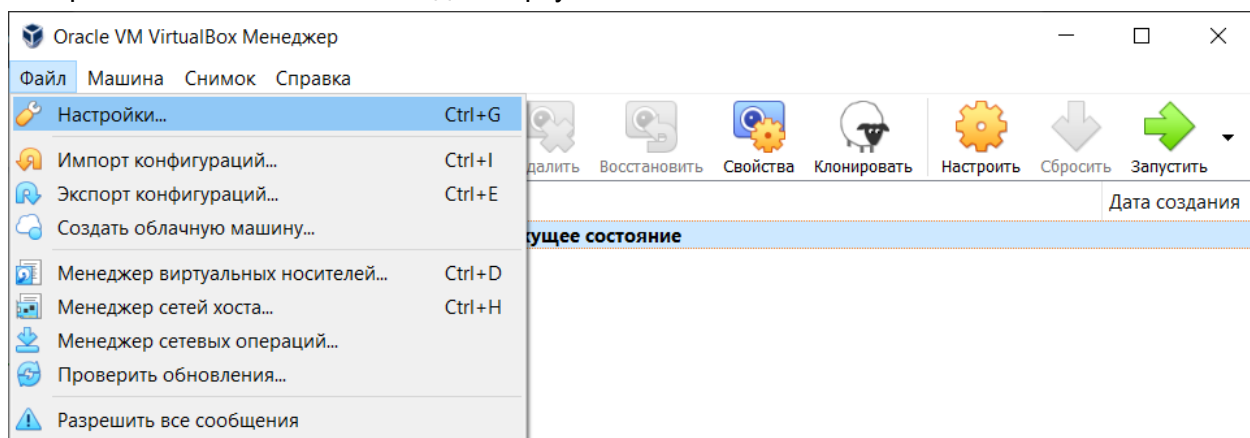 Oracle VM VirtualBox Менеджер
Файл Машина Снимок Справка
Настройки... Ctrl+G
Импорт конфигураций... Ctrl+I
Экспорт конфигураций... Ctrl+E
Создать облачную машину...
Менеджер виртуальных носителей... Ctrl+D
Менеджер сетей хоста... Ctrl+H
Менеджер сетевых операций...
Проверить обновления...
Разрешить все сообщения
Восстановить Свойства Клонировать Настроить Сбросить Запустить
Дата создания
состояние